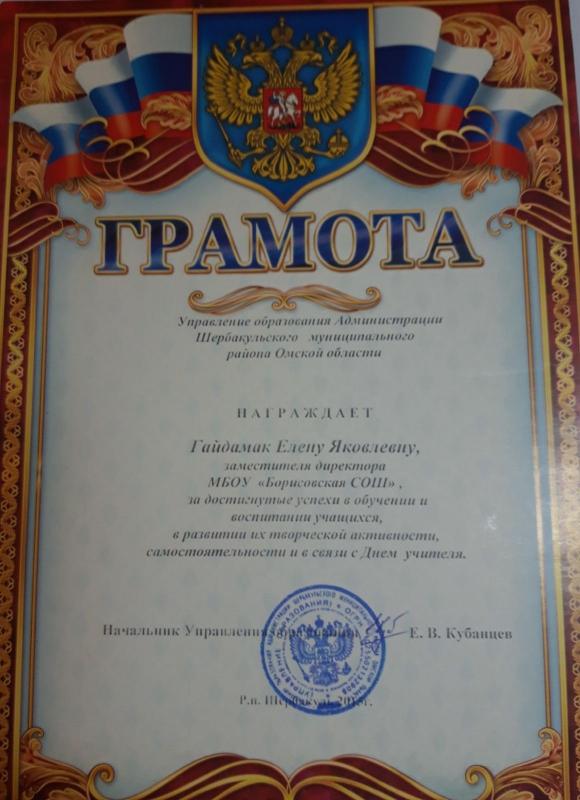 ГРАМОТА
Управление образования Администрации
Шербакульского муниципального
района Омской области
НАГРАЖДАЕТ
Гайдамак Елену Яковлевну,
заместителя директора
МБОУ «Борисовская СОШ» ,
за достигнутые успехи в обучении и
воспитании учащихся,
в развитии их творческой активности,
самостоятельности и в связи с Днем учителя.
Начальник Управления образования Е. В. Кубанцев
Р.п. Шербакуль